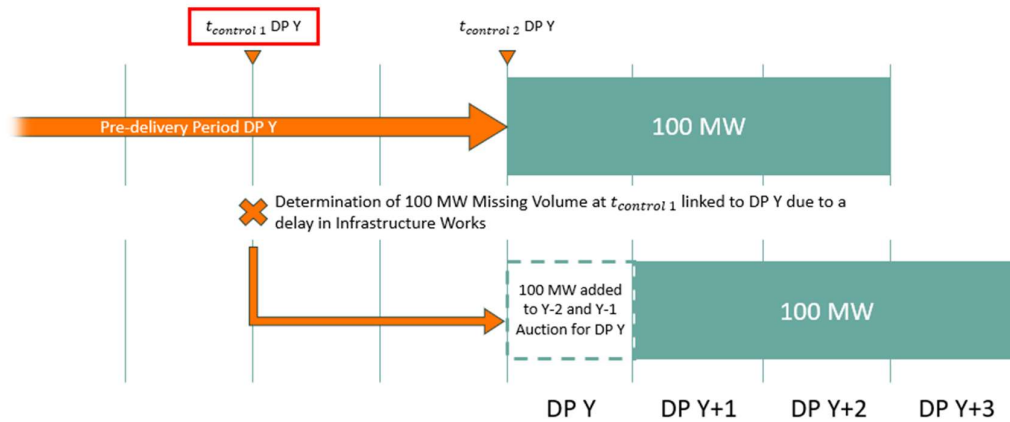 t_control 1 DP Y
t_control 2 DP Y
Pre-delivery Period DP Y
100 MW
Determination of 100 MW Missing Volume at t_control 1 linked to DP Y due to a
delay in Infrastructure Works
100 MW added
to Y-2 and Y-1
Auction for DP Y
100 MW
DP Y
DP Y+1
DP Y+2
DP Y+3